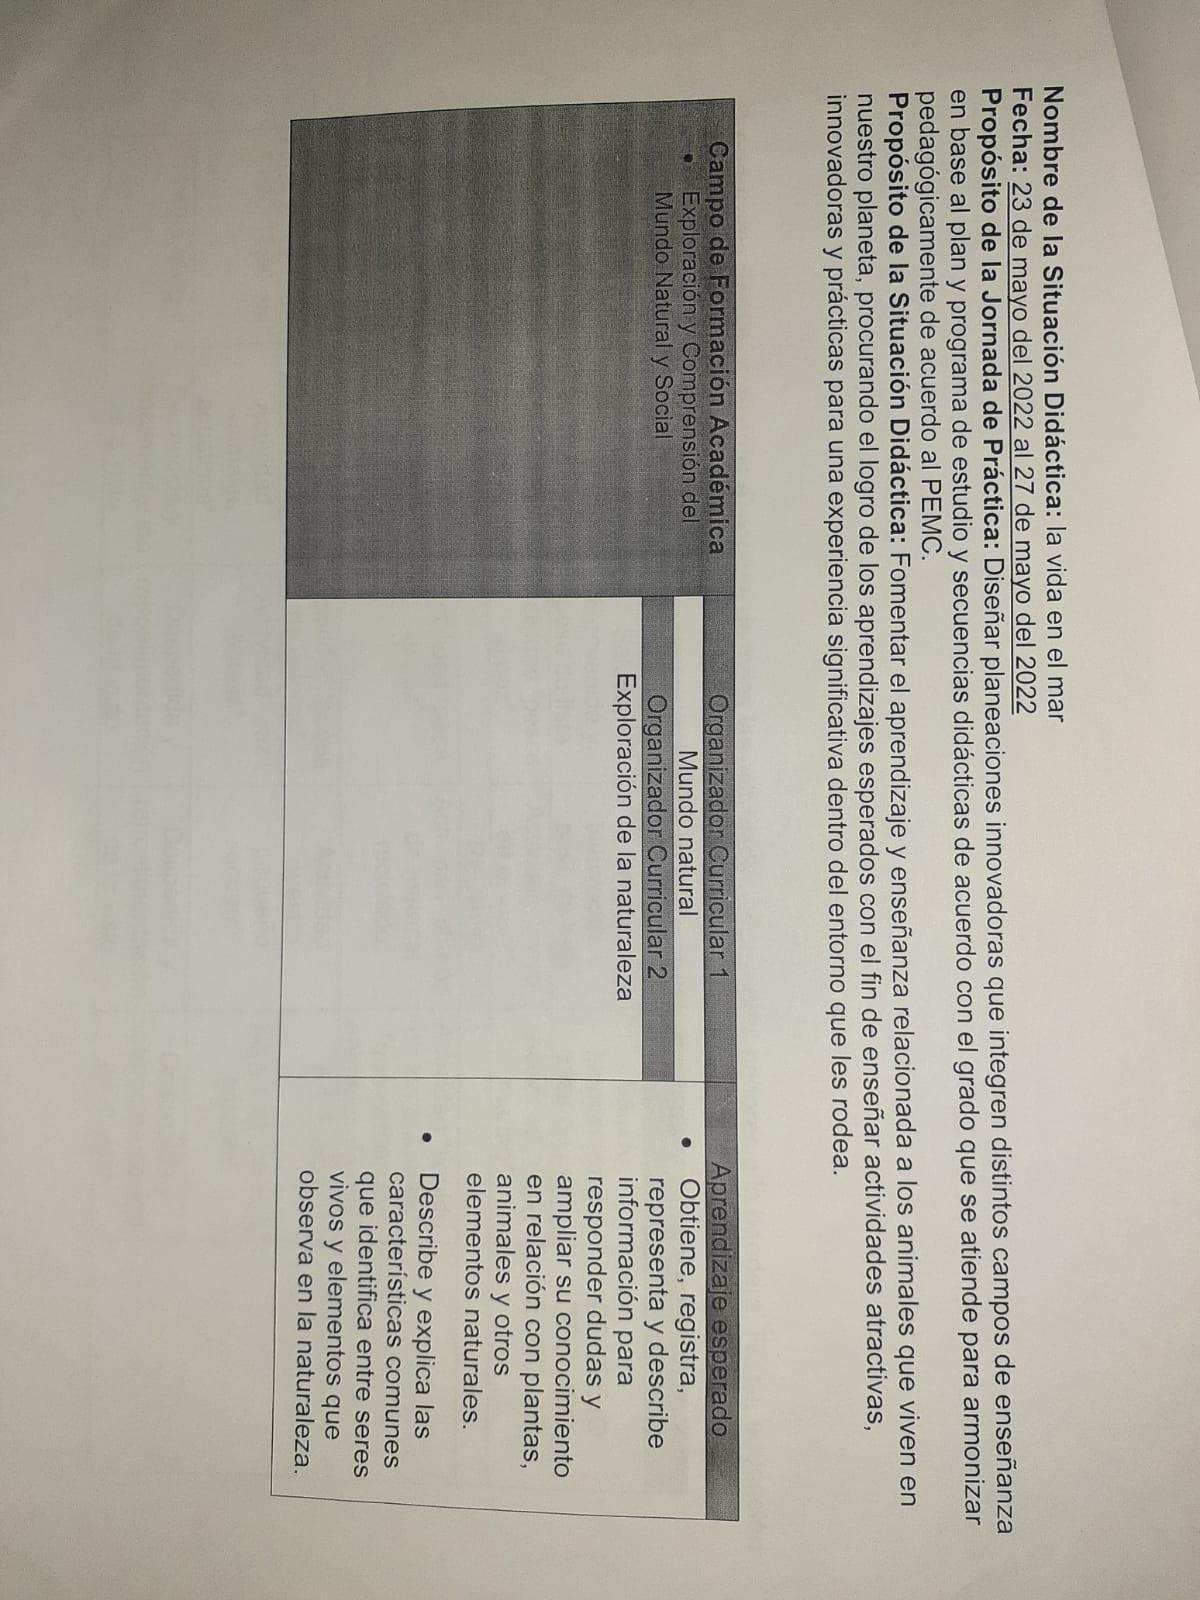 Nombre de la Situación Didáctica: la vida en el mar
Fecha: 23 de mayo del 2022 al 27 de mayo del 2022
Propósito de la Jornada de Práctica: Diseñar planeaciones innovadoras que integren distintos campos de enseñanza
en base al plan y programa de estudio y secuencias didácticas de acuerdo con el grado que se atiende para armonizar
pedagógicamente de acuerdo al PEMC.
Propósito de la Situación Didáctica: Fomentar el aprendizaje y enseñanza relacionada a los animales que viven en
nuestro planeta, procurando el logro de los aprendizajes esperados con el fin de enseñar actividades atractivas,
innovadoras y prácticas para una experiencia significativa dentro del entorno que les rodea.
Campo de Formación Académica
• Exploración y Comprensión del
Mundo Natural y Social
Organizador Curricular 1
Mundo natural
Organizador Curricular 2
Exploración de la naturaleza
Aprendizaje esperado
• Obtiene, registra,
representa y describe
información para
responder dudas y
ampliar su conocimiento
en relación con plantas,
animales y otros
elementos naturales.
• Describe y explica las
características comunes
que identifica entre seres
vivos y elementos que
observa en la naturaleza.